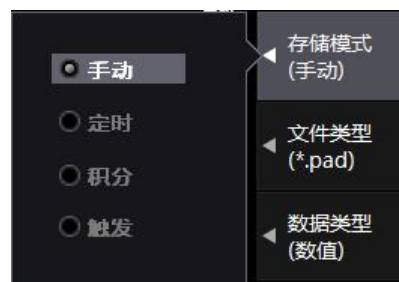 手动
定时
积分
触发
存储模式
(手动)
文件类型
(*.pad)
数据类型
(数值)